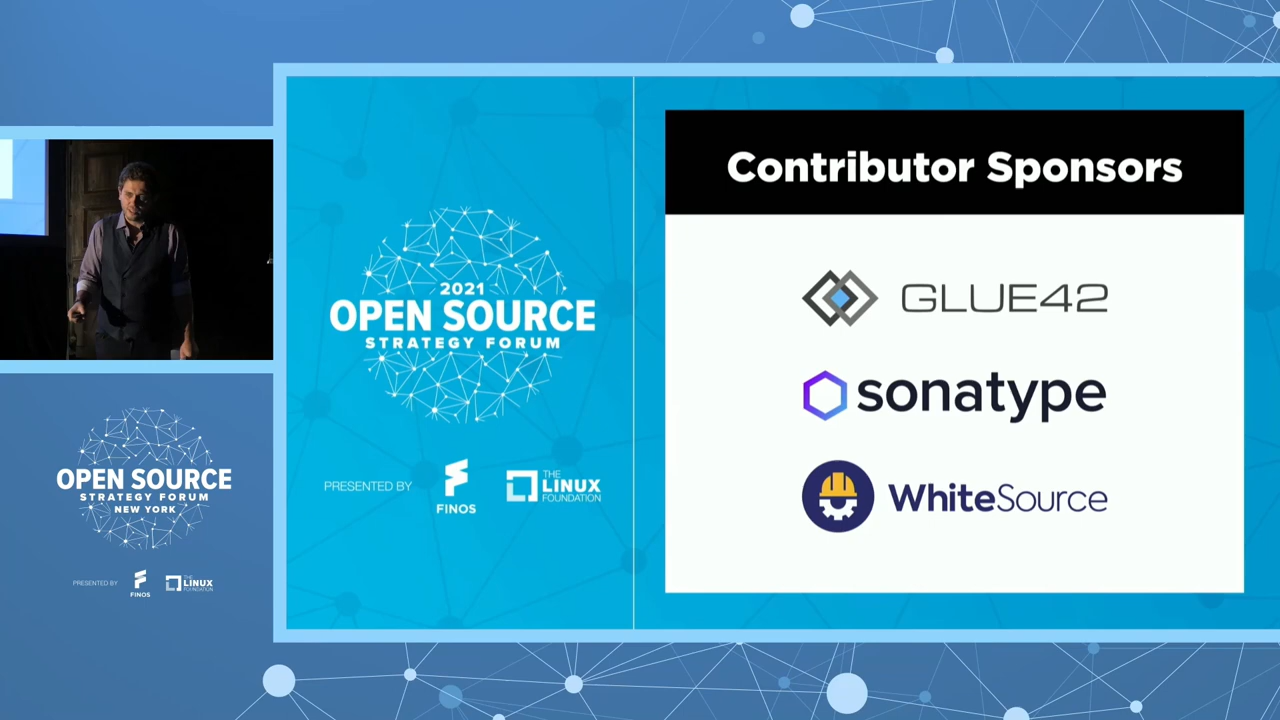 OPEN SOURCE
STRATEGY FORUM
NEW YORK
PRESENTED BY
FINOS
THE
LINUX
FOUNDATION
2021
OPEN SOURCE
STRATEGY FORUM
PRESENTED BY
FINOS
THE
LINUX
FOUNDATION
Contributor Sponsors
GLUE42
sonatype
WhiteSource